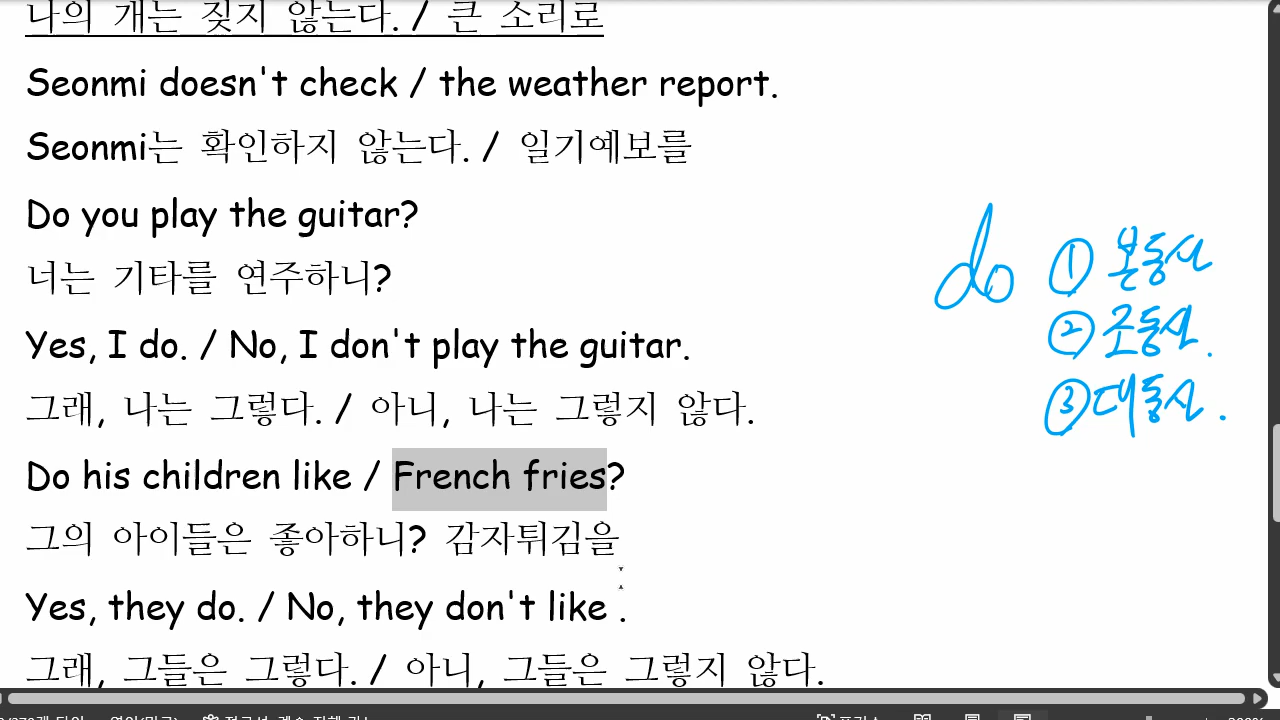 나의 개는 짖지 않는다. / 큰 소리로
Seonmi doesn't check / the weather report.
Seonmi는 확인하지 않는다. / 일기예보를
Do you play the guitar?
너는 기타를 연주하니?
Yes, I do. / No, I don't play the guitar.
그래, 나는 그렇다. / 아니, 나는 그렇지 않다.
Do his children like / French fries?
그의 아이들은 좋아하니? 감자튀김을
Yes, they do. / No, they don't like .
그래, 그들은 그렇다. / 아니, 그들은 그렇지 않다.
do ① 본동사
② 조동사.
③ 대동사.